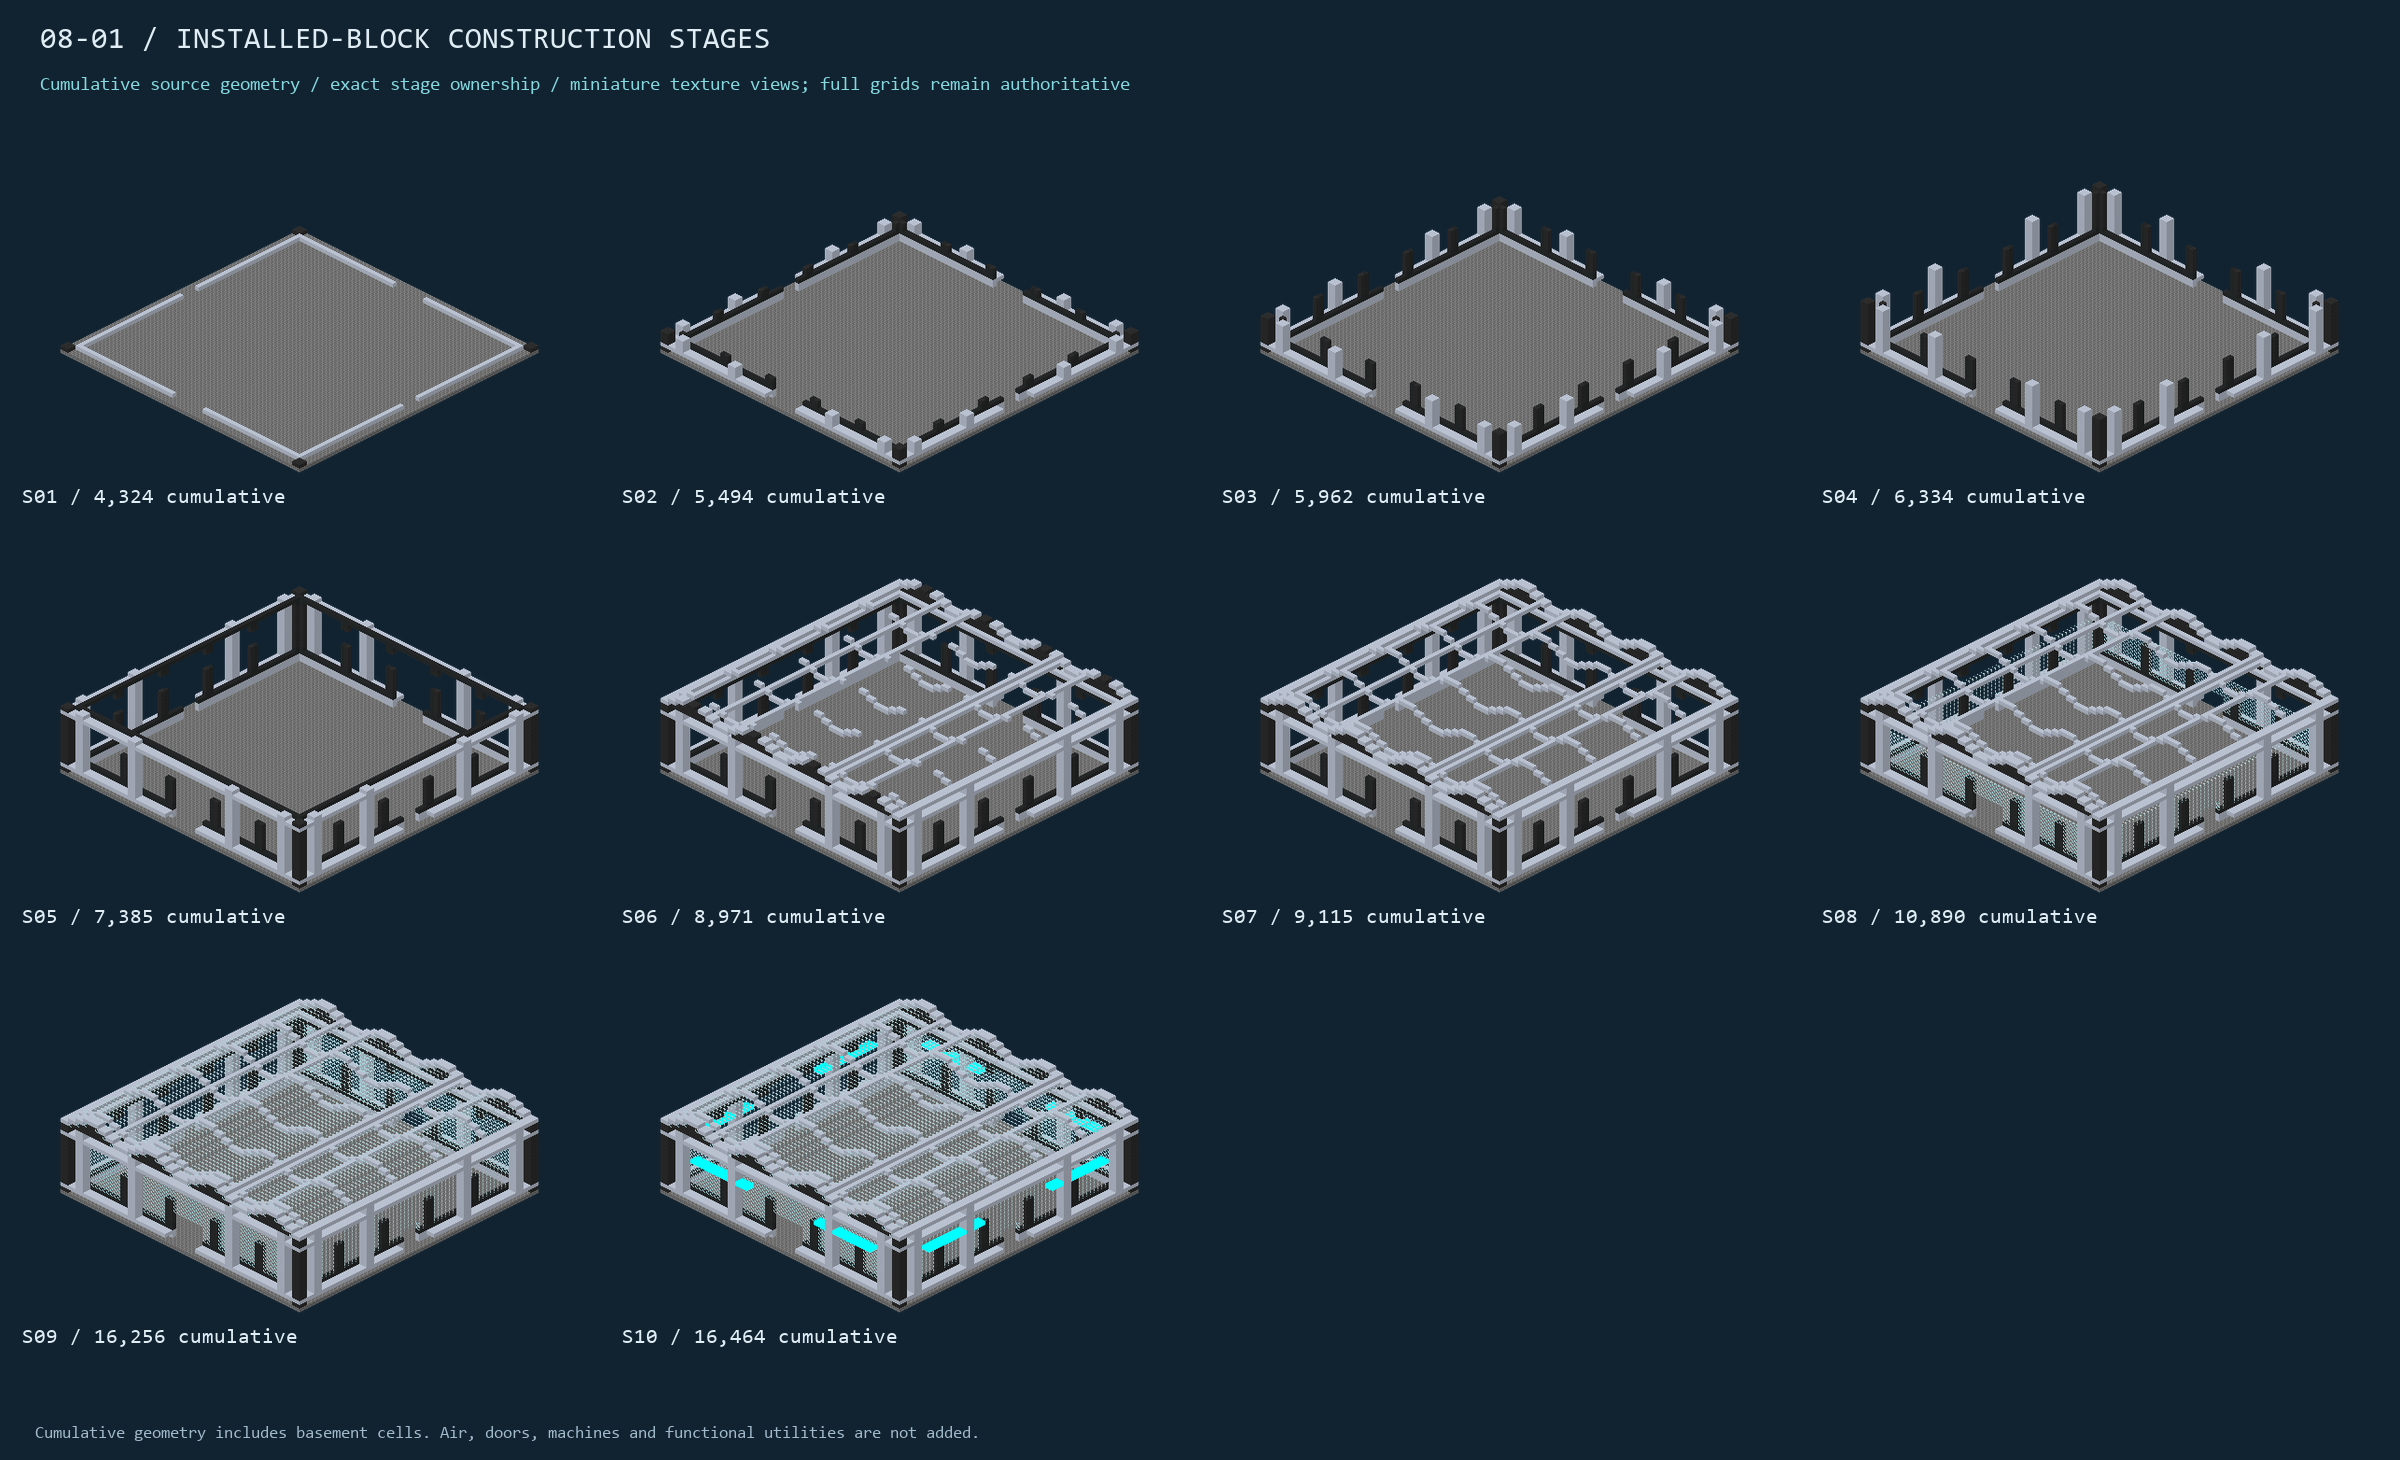 08-01 / INSTALLED-BLOCK CONSTRUCTION STAGES
Cumulative source geometry / exact stage ownership / miniature texture views; full grids remain authoritative
S01 / 4,324 cumulative
S02 / 5,494 cumulative
S03 / 5,962 cumulative
S04 / 6,334 cumulative
S05 / 7,385 cumulative
S06 / 8,971 cumulative
S07 / 9,115 cumulative
S08 / 10,890 cumulative
S09 / 16,256 cumulative
S10 / 16,464 cumulative
Cumulative geometry includes basement cells. Air, doors, machines and functional utilities are not added.